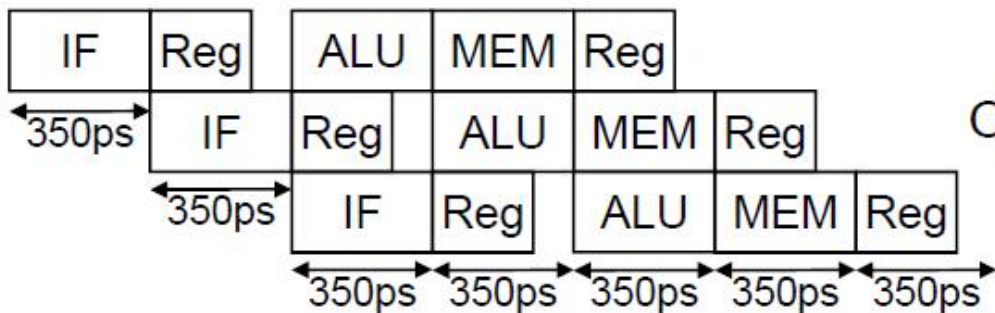 IF Reg ALU MEM Reg
350ps IF Reg ALU MEM Reg C
350ps IF Reg ALU MEM Reg
350ps 350ps 350ps 350ps 350ps